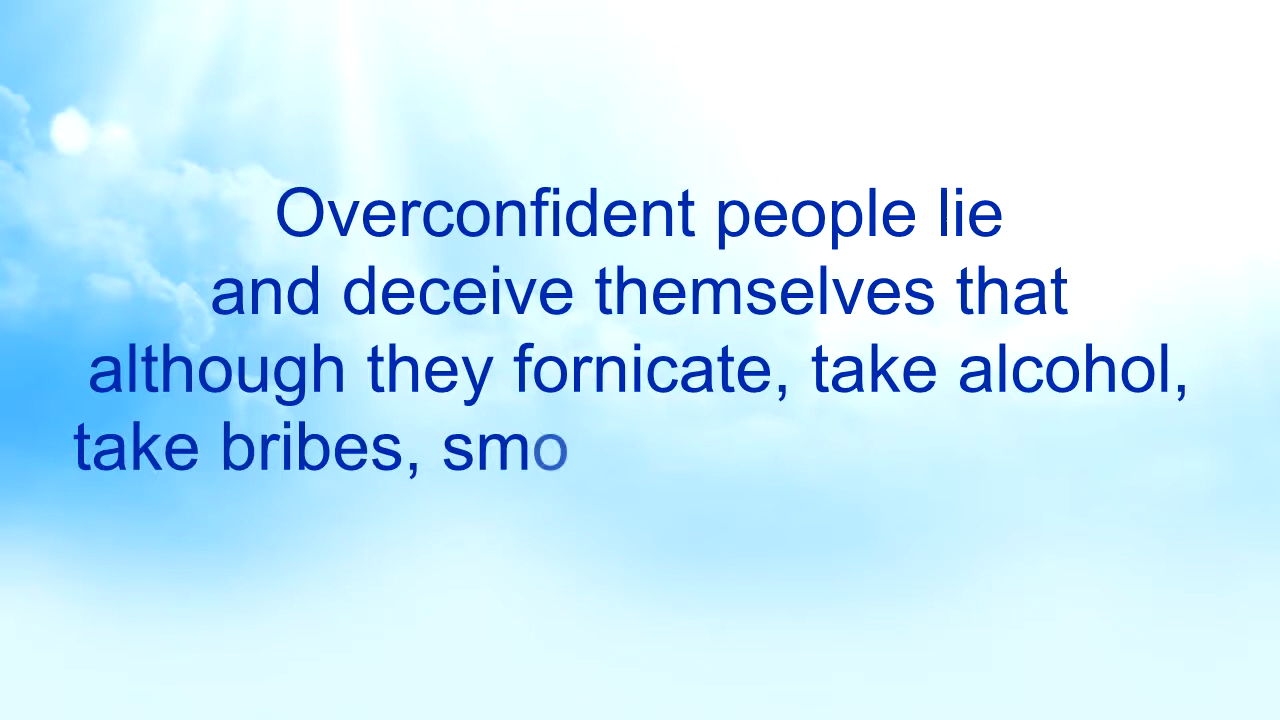 Overconfident people lie
and deceive themselves that
although they fornicate, take alcohol,
take bribes, smo